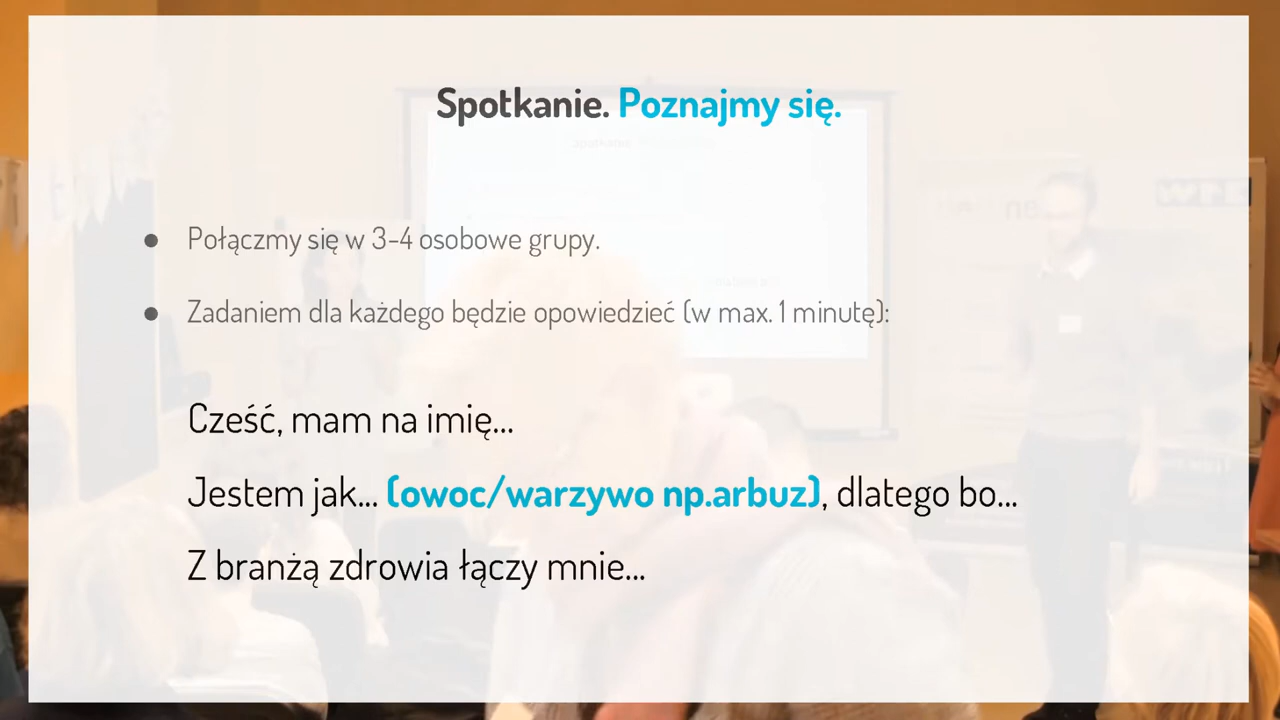 Spotkanie. Poznajmy się.
● Połączmy się w 3-4 osobowe grupy.
● Zadaniem dla każdego będzie opowiedzieć (w max. 1 minutę):
Cześć, mam na imię...
Jestem jak... (owoc/warzywo np.arbuz), dlatego bo...
Z branżą zdrowia łączy mnie...